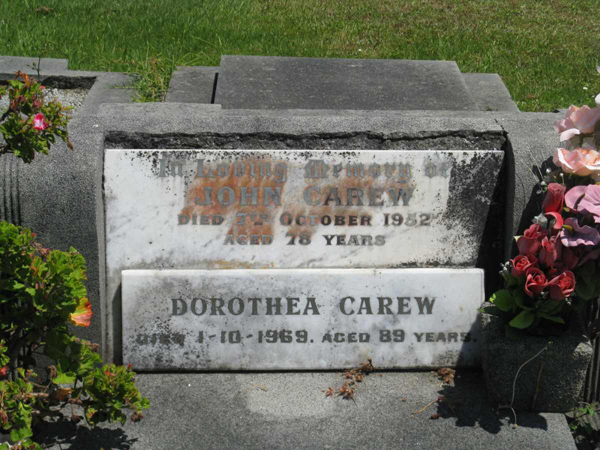 In Loving Memory of
JOHN CAREW
DIED 7TH OCTOBER 1952
AGED 78 YEARS
DOROTHEA CAREW
DIED 1-10-1969. AGED 89 YEARS.